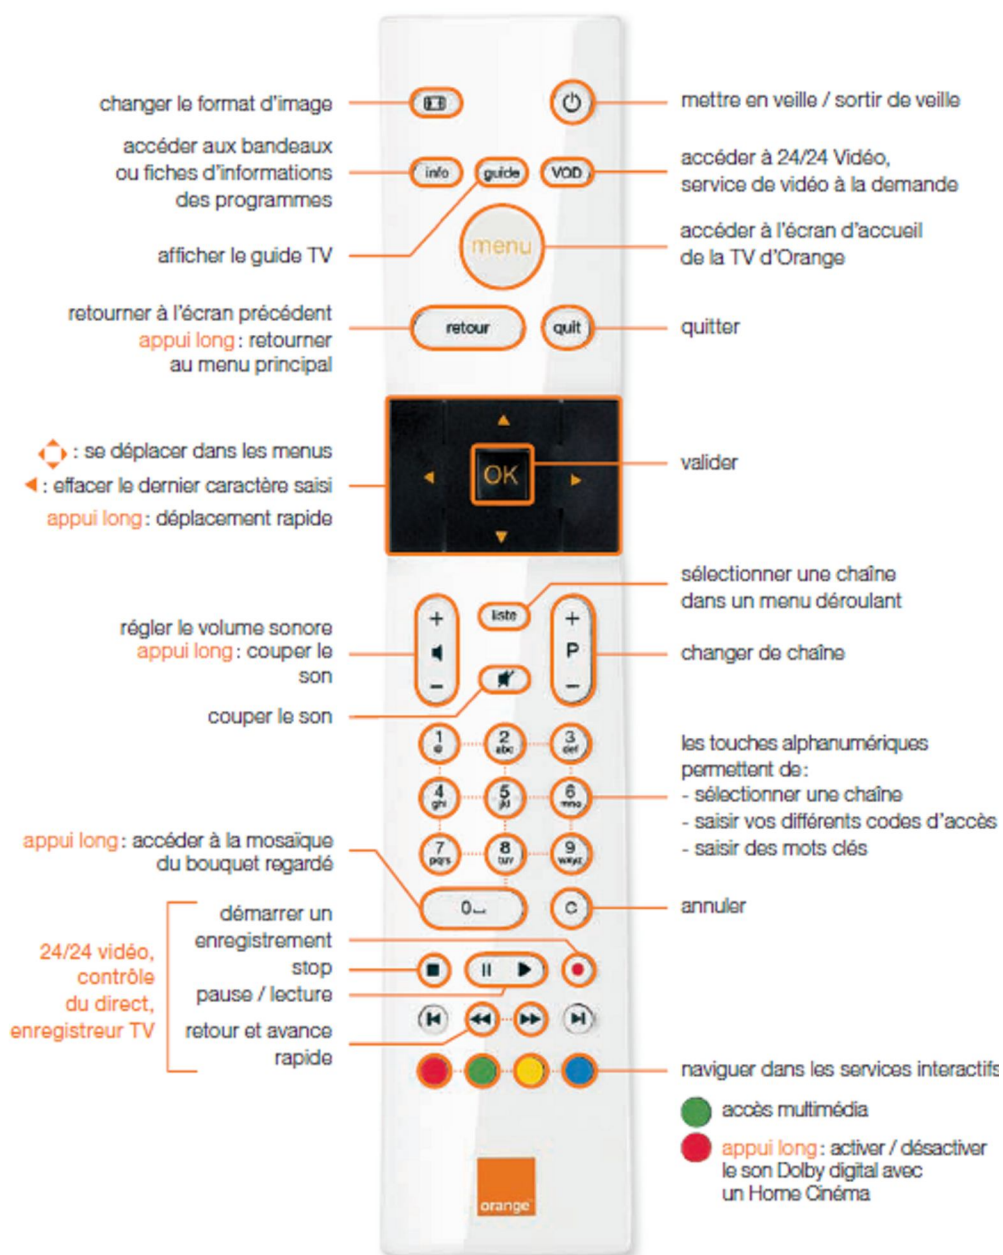 changer le format d'image
mettre en veille / sortir de veille
accéder aux bandeaux
ou fiches d'informations
des programmes
info
guide
VOD
accéder à 24/24 Vidéo,
service de vidéo à la demande
afficher le guide TV
menu
accéder à l'écran d'accueil
de la TV d'Orange
retourner à l'écran précédent
appui long : retourner
au menu principal
retour
quit
quitter
: se déplacer dans les menus
: effacer le dernier caractère saisi
appui long : déplacement rapide
OK
valider
sélectionner une chaîne
dans un menu déroulant
régler le volume sonore
appui long : couper le
son
+
-
liste
+
P
-
changer de chaîne
couper le son
1
@
2
abc
3
def
4
ghi
5
jkl
6
mno
7
pqrs
8
tuv
9
wxyz
les touches alphanumériques
permettent de :
- sélectionner une chaîne
- saisir vos différents codes d'accès
- saisir des mots clés
appui long : accéder à la mosaïque
du bouquet regardé
0
C
annuler
24/24 vidéo,
contrôle
du direct,
enregistreur TV
démarrer un
enregistrement
stop
pause / lecture
retour et avance
rapide
naviguer dans les services interactifs
accès multimédia
appui long : activer / désactiver
le son Dolby digital avec
un Home Cinéma
orange